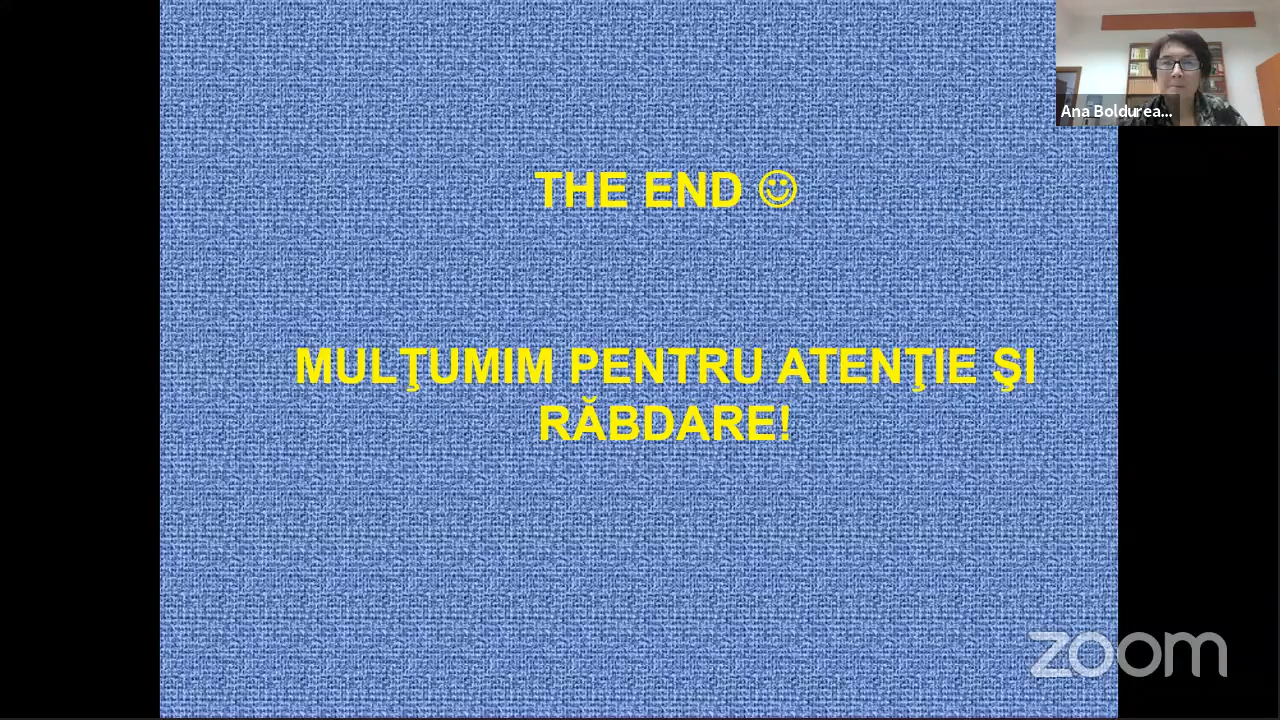 Ana Boldurea...
THE END ☺
MULŢUMIM PENTRU ATENŢIE ŞI
RĂBDARE!
zoom